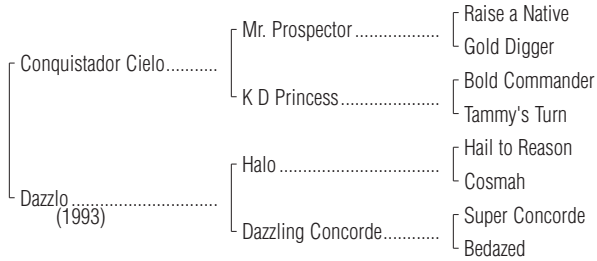 Raise a Native
Mr. Prospector ..................
Gold Digger
Conquistador Cielo...........
Bold Commander
K D Princess.....................
Tammy's Turn
Hail to Reason
Halo ..................................
Cosmah
Dazzlo ...............................
(1993)
Super Concorde
Dazzling Concorde............
Bedazed